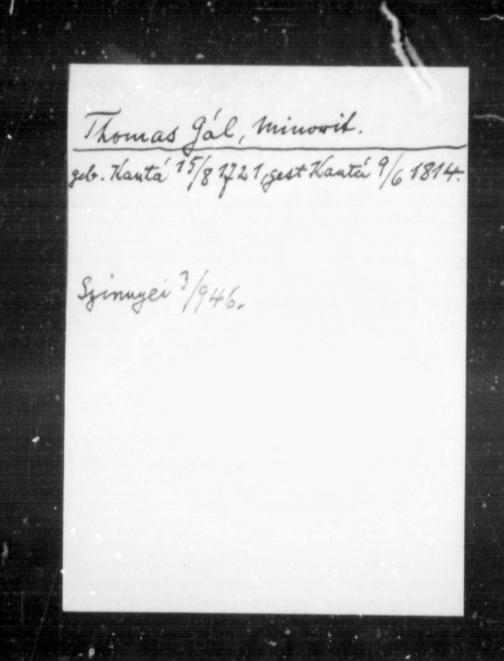 Thomas Gál, Minorit.
geb. Kantá 15/8 1721, gest Kantá 9/6 1814.
Szinnyei 3/946.